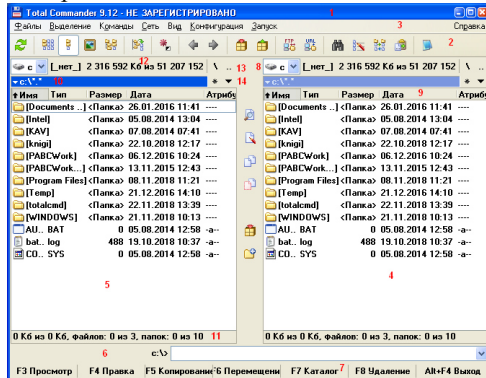 Total Commander 9.12 - НЕ ЗАРЕГИСТРИРОВАНО 1
Файлы Выделение Команды Сеть Вид Конфигурация Запуск 3 Справка
FTP URL 2
c [_нет_] 2 316 592 Кб из 51 207 152 \ .. 12 13 8 c [_нет_] 2 316 592 Кб из 51 207 152 \ ..
c:\*.* 10 * 14 c:\*.* *
Имя Тип Размер Дата Атрибу Имя Тип Размер Дата 9 Атрибу
[Documents ..] <Папка> 26.01.2016 11:41 ---- [Documents ..] <Папка> 26.01.2016 11:41 ----
[Intel] <Папка> 05.08.2014 13:04 ---- [Intel] <Папка> 05.08.2014 13:04 ----
[KAV] <Папка> 07.08.2014 07:41 ---- [KAV] <Папка> 07.08.2014 07:41 ----
[knigi] <Папка> 22.10.2018 12:17 ---- [knigi] <Папка> 22.10.2018 12:17 ----
[PABCWork] <Папка> 06.12.2016 10:24 ---- [PABCWork] <Папка> 06.12.2016 10:24 ----
[PABCWork...] <Папка> 13.11.2015 12:43 ---- [PABCWork...] <Папка> 13.11.2015 12:43 ----
[Program Files] <Папка> 08.11.2018 11:21 ---- [Program Files] <Папка> 08.11.2018 11:21 ----
[Temp] <Папка> 21.12.2016 14:10 ---- [Temp] <Папка> 21.12.2016 14:10 ----
[totalcmd] <Папка> 22.11.2018 13:39 ---- [totalcmd] <Папка> 22.11.2018 13:39 ----
[WINDOWS] <Папка> 21.11.2018 10:13 ---- [WINDOWS] <Папка> 21.11.2018 10:13 ----
AU.. BAT 0 05.08.2014 12:58 -a-- AU.. BAT 0 05.08.2014 12:58 -a--
bat.. log 488 19.10.2018 10:37 -a-- bat.. log 488 19.10.2018 10:37 -a--
CO.. SYS 0 05.08.2014 12:58 -a-- CO.. SYS 0 05.08.2014 12:58 -a--
5 4
0 Кб из 0 Кб, файлов: 0 из 3, папок: 0 из 10 11 0 Кб из 0 Кб, файлов: 0 из 3, папок: 0 из 10
6 c:\>
F3 Просмотр F4 Правка F5 Копировани F6 Перемещени F7 Каталог 7 F8 Удаление Alt+F4 Выход